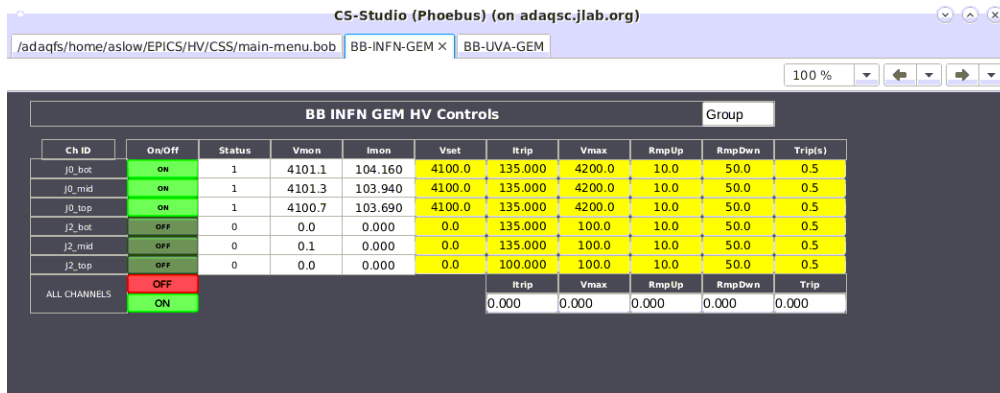 CS-Studio (Phoebus) (on adaqsc.jlab.org)
/adaqfs/home/aslow/EPICS/HV/CSS/main-menu.bob BB-INFN-GEM BB-UVA-GEM
100 %
BB INFN GEM HV Controls Group
Ch ID On/Off Status Vmon Imon Vset Itrip Vmax RmpUp RmpDwn Trip(s)
J0_bot ON 1 4101.1 104.160 4100.0 135.000 4200.0 10.0 50.0 0.5
J0_mid ON 1 4101.3 103.940 4100.0 135.000 4200.0 10.0 50.0 0.5
J0_top ON 1 4100.7 103.690 4100.0 135.000 4200.0 10.0 50.0 0.5
J2_bot OFF 0 0.0 0.000 0.0 135.000 100.0 10.0 50.0 0.5
J2_mid OFF 0 0.1 0.000 0.0 135.000 100.0 10.0 50.0 0.5
J2_top OFF 0 0.0 0.000 0.0 100.000 100.0 10.0 50.0 0.5
ALL CHANNELS OFF Itrip Vmax RmpUp RmpDwn Trip
ON 0.000 0.000 0.000 0.000 0.000